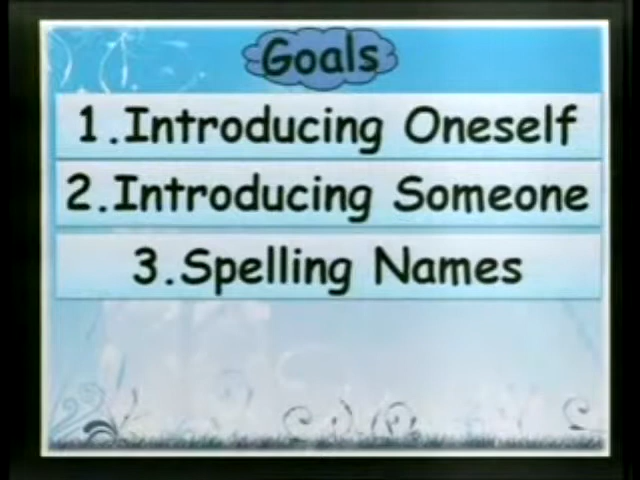 Goals
1.Introducing Oneself
2.Introducing Someone
3.Spelling Names